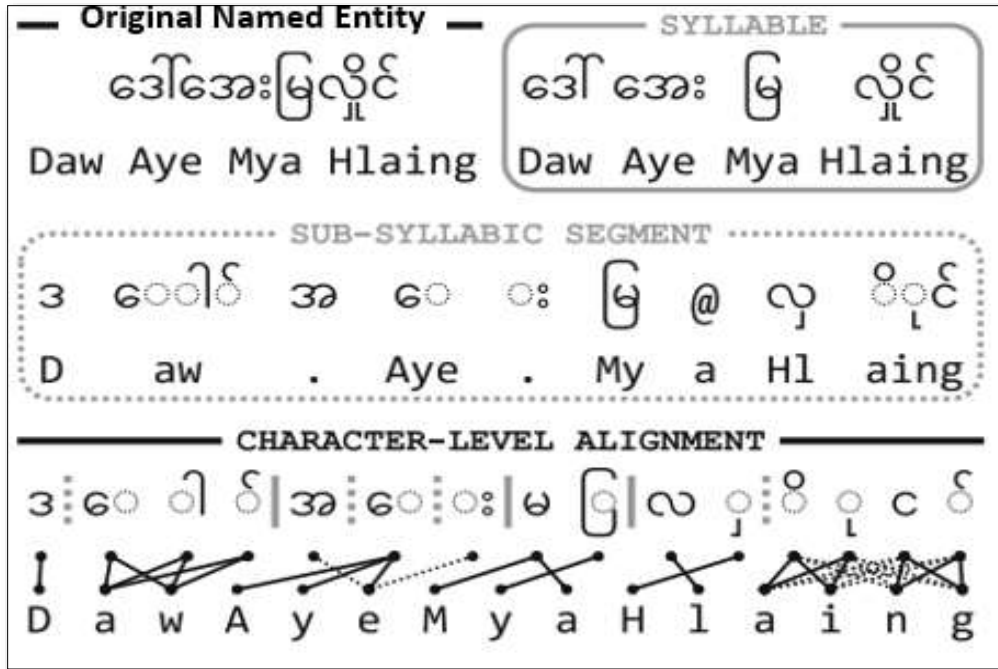 Original Named Entity
ဒေါ်အေးမြလှိုင်
Daw Aye Mya Hlaing
SYLLABLE
ဒေါ် အေး မြ လှိုင်
Daw Aye Mya Hlaing
SUB-SYLLABIC SEGMENT
ဒ ေါ် အ ေ း မြ @ လှ ိုင်
D aw . Aye . My a Hl aing
CHARACTER-LEVEL ALIGNMENT
ဒ ေ ါ ် အ ေ း မ ြ လ ှ ိ ု င ်
D a w A y e M y a H l a i n g